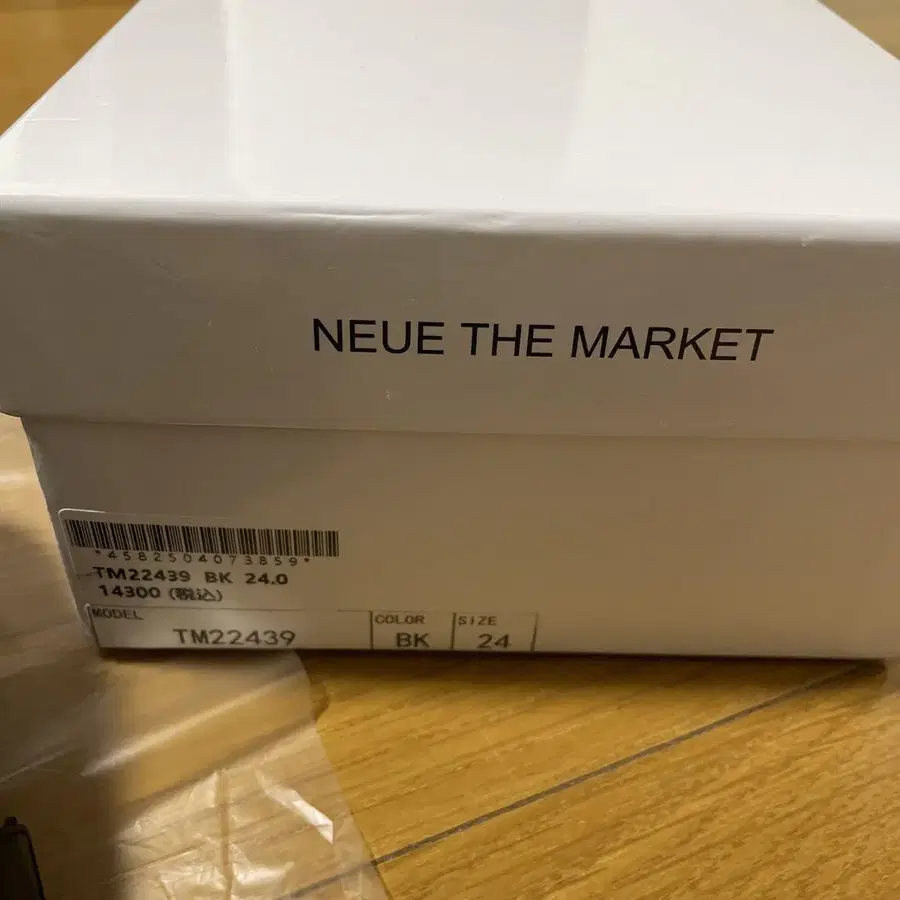 NEUE THE MARKET
*4582504073859*
TM22439 BK 24.0
14300 (税込)
MODEL COLOR SIZE
TM22439 BK 24